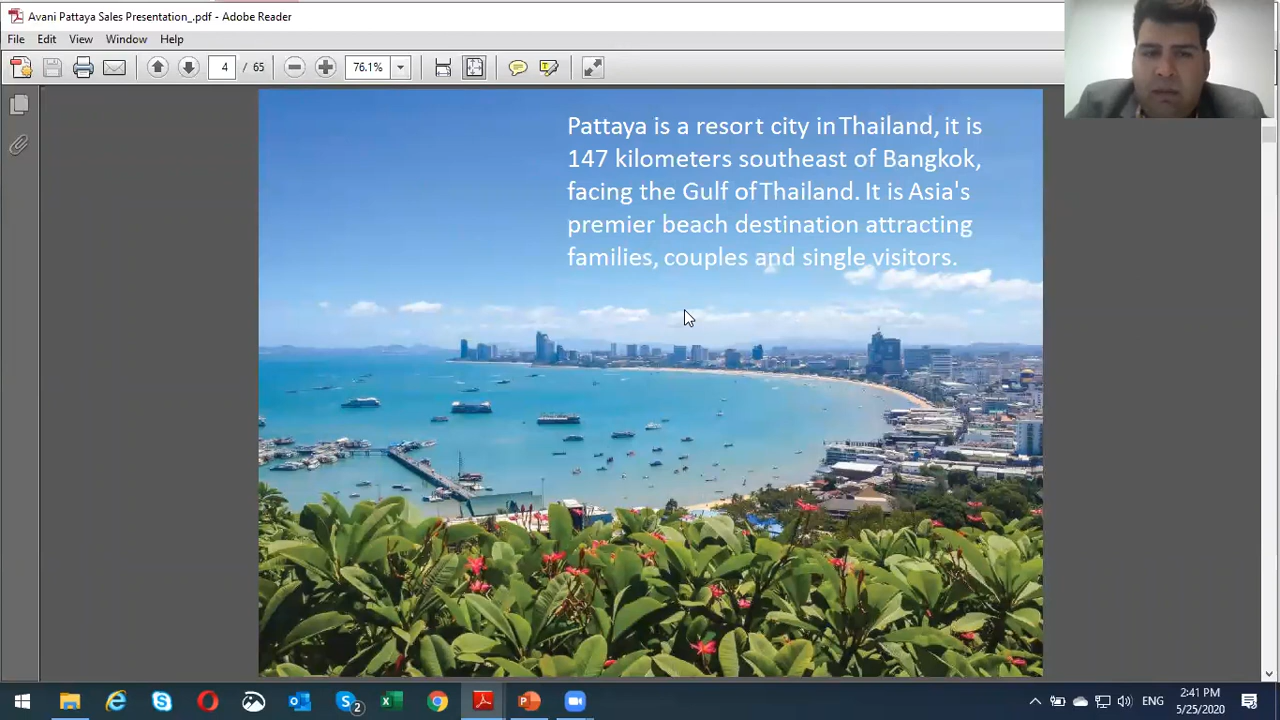 Avani Pattaya Sales Presentation_.pdf - Adobe Reader
File Edit View Window Help
4 / 65 76.1%
Pattaya is a resort city in Thailand, it is
147 kilometers southeast of Bangkok,
facing the Gulf of Thailand. It is Asia's
premier beach destination attracting
families, couples and single visitors.
2
ENG
2:41 PM
5/25/2020